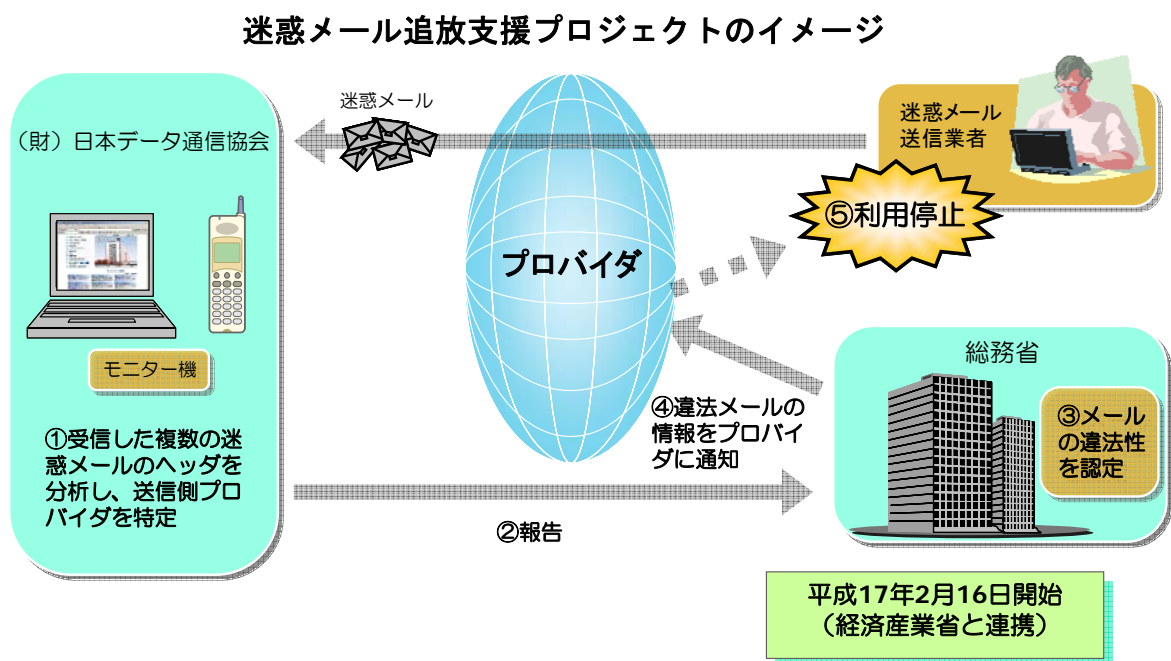 迷惑メール追放支援プロジェクトのイメージ
(財)日本データ通信協会
モニター機
①受信した複数の迷
惑メールのヘッダを
分析し、送信側プロ
バイダを特定
迷惑メール
プロバイダ
迷惑メール
送信業者
⑤利用停止
②報告
総務省
③メール
の違法性
を認定
④違法メールの
情報をプロバイ
ダに通知
平成17年2月16日開始
(経済産業省と連携)